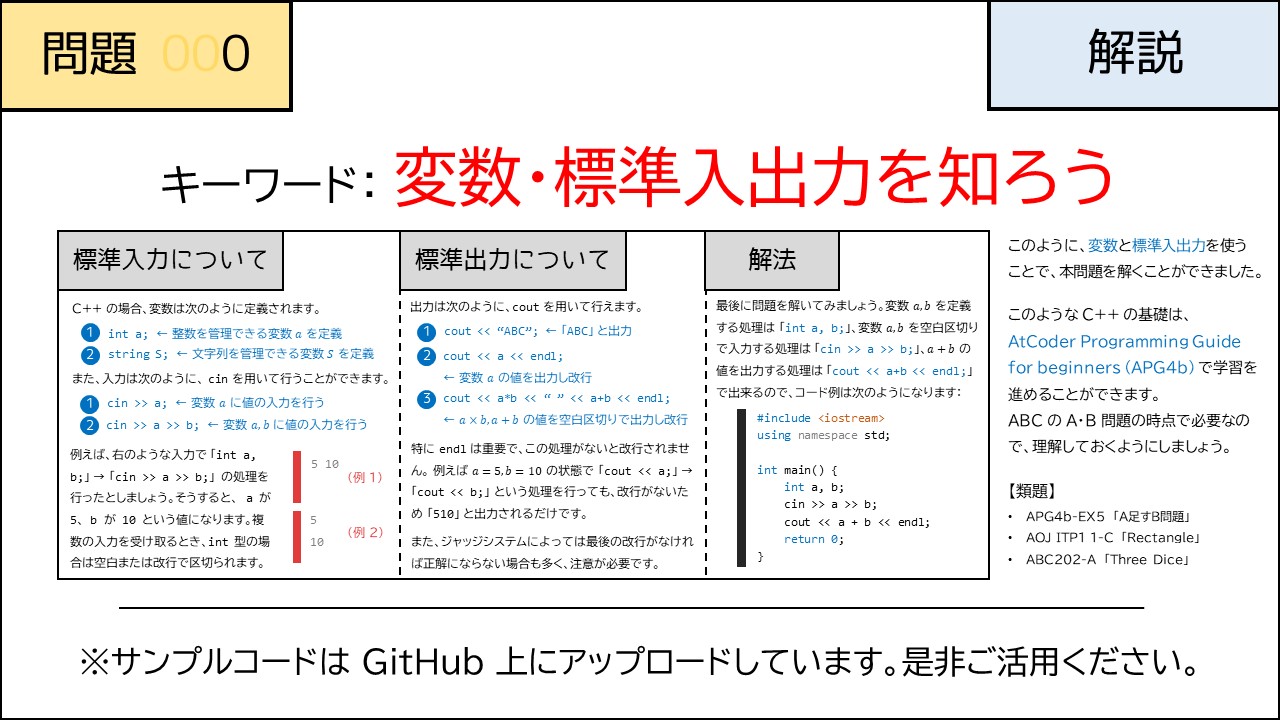 問題 000
解説
キーワード: 変数・標準入出力を知ろう
標準入力について
C++ の場合、変数は次のように定義されます。
1 int a; ← 整数を管理できる変数 a を定義
2 string S; ← 文字列を管理できる変数 S を定義
また、入力は次のように、 cin を用いて行うことができます。
1 cin >> a; ← 変数 a に値の入力を行う
2 cin >> a >> b; ← 変数 a, b に値の入力を行う
例えば、右のような入力で「int a,
b;」→「cin >> a >> b;」 の処理を
行ったとしましょう。そうすると、 a が
5、 b が 10 という値になります。複
数の入力を受け取るとき、int 型の場
合は空白または改行で区切られます。
5 10
(例 1)
5
10
(例 2)
標準出力について
出力は次のように、cout を用いて行えます。
1 cout << “ABC”; ← 「ABC」と出力
2 cout << a << endl;
← 変数 a の値を出力し改行
3 cout << a*b << “ ” << a+b << endl;
← a × b, a + b の値を空白区切りで出力し改行
特に endl は重要で、この処理がないと改行されませ
ん。 例えば a = 5, b = 10 の状態で 「cout << a;」→
「cout << b;」 という処理を行っても、改行がないた
め 「510」 と出力されるだけです。
また、ジャッジシステムによっては最後の改行がなけれ
ば正解にならない場合も多く、注意が必要です。
解法
最後に問題を解いてみましょう。変数 a, b を定義
する処理は 「int a, b;」、変数 a, b を空白区切り
で入力する処理は 「cin >> a >> b;」、a + b の
値を出力する処理は 「cout << a+b << endl;」
で出来るので、コード例は次のようになります:
#include <iostream>
using namespace std;
int main() {
int a, b;
cin >> a >> b;
cout << a + b << endl;
return 0;
}
このように、変数と標準入出力を使う
ことで、本問題を解くことができました。
このような C++ の基礎は、
AtCoder Programming Guide
for beginners (APG4b) で学習を
進めることができます。
ABC の A・B 問題の時点で必要なの
で、理解しておくようにしましょう。
【類題】
• APG4b-EX5 「A足すB問題」
• AOJ ITP1 1-C 「Rectangle」
• ABC202-A 「Three Dice」
※サンプルコードは GitHub 上にアップロードしています。是非ご活用ください。